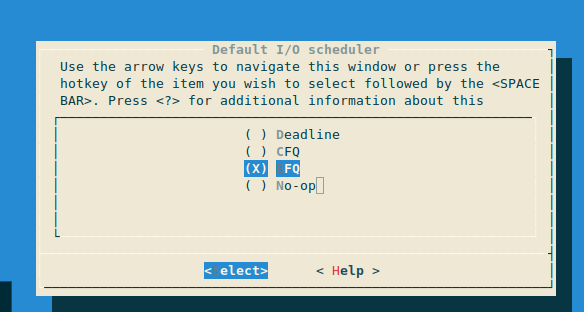 Default I/O scheduler
Use the arrow keys to navigate this window or press the
hotkey of the item you wish to select followed by the <SPACE
BAR>. Press <?> for additional information about this
( ) Deadline
( ) CFQ
(X) FQ
( ) No-op
< elect> < Help >